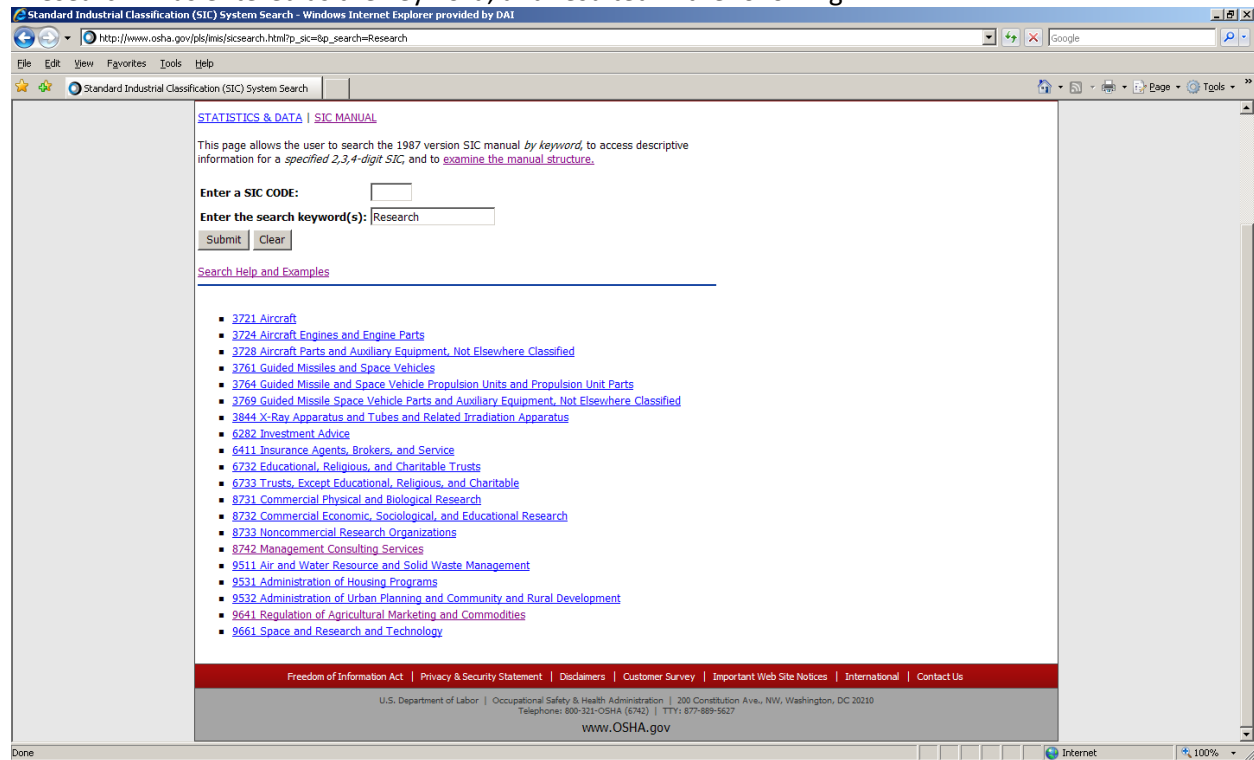 Standard Industrial Classification (SIC) System Search - Windows Internet Explorer provided by DAI
http://www.osha.gov/pls/imis/sicsearch.html?p_sic=&p_search=Research
Google
File Edit View Favorites Tools Help
Standard Industrial Classification (SIC) System Search
Page Tools »
STATISTICS & DATA | SIC MANUAL
This page allows the user to search the 1987 version SIC manual by keyword, to access descriptive
information for a specified 2,3,4-digit SIC, and to examine the manual structure.
Enter a SIC CODE:
Enter the search keyword(s): Research
Submit Clear
Search Help and Examples
3721 Aircraft
3724 Aircraft Engines and Engine Parts
3728 Aircraft Parts and Auxiliary Equipment, Not Elsewhere Classified
3761 Guided Missiles and Space Vehicles
3764 Guided Missile and Space Vehicle Propulsion Units and Propulsion Unit Parts
3769 Guided Missile Space Vehicle Parts and Auxiliary Equipment, Not Elsewhere Classified
3844 X-Ray Apparatus and Tubes and Related Irradiation Apparatus
6282 Investment Advice
6411 Insurance Agents, Brokers, and Service
6732 Educational, Religious, and Charitable Trusts
6733 Trusts, Except Educational, Religious, and Charitable
8731 Commercial Physical and Biological Research
8732 Commercial Economic, Sociological, and Educational Research
8733 Noncommercial Research Organizations
8742 Management Consulting Services
9511 Air and Water Resource and Solid Waste Management
9531 Administration of Housing Programs
9532 Administration of Urban Planning and Community and Rural Development
9641 Regulation of Agricultural Marketing and Commodities
9661 Space and Research and Technology
Freedom of Information Act | Privacy & Security Statement | Disclaimers | Customer Survey | Important Web Site Notices | International | Contact Us
U.S. Department of Labor | Occupational Safety & Health Administration | 200 Constitution Ave., NW, Washington, DC 20210
Telephone: 800-321-OSHA (6742) | TTY: 877-889-5627
www.OSHA.gov
Done Internet 100%